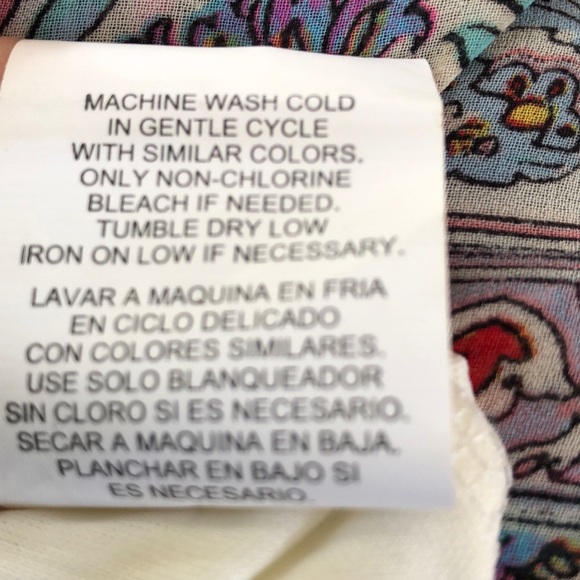 MACHINE WASH COLD
IN GENTLE CYCLE
WITH SIMILAR COLORS.
ONLY NON-CHLORINE
BLEACH IF NEEDED.
TUMBLE DRY LOW
IRON ON LOW IF NECESSARY.
LAVAR A MAQUINA EN FRIA
EN CICLO DELICADO
CON COLORES SIMILARES.
USE SOLO BLANQUEADOR
SIN CLORO SI ES NECESARIO.
SECAR A MAQUINA EN BAJA.
PLANCHAR EN BAJO SI
ES NECESARIO.